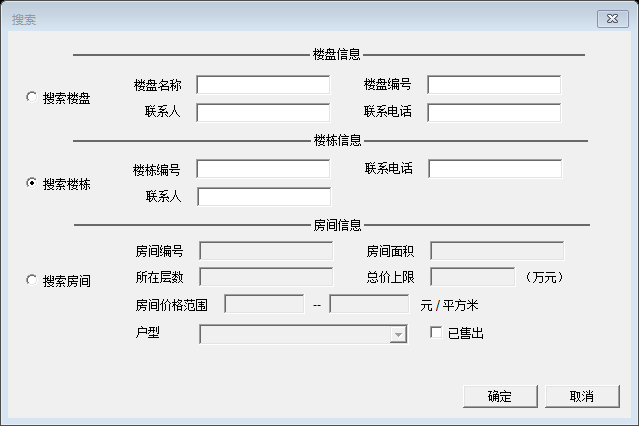 搜索
楼盘信息
搜索楼盘
楼盘名称
楼盘编号
联系人
联系电话
楼栋信息
搜索楼栋
楼栋编号
联系电话
联系人
房间信息
搜索房间
房间编号
房间面积
所在层数
总价上限
（万元）
房间价格范围
--
元 / 平方米
户型
已售出
确定
取消